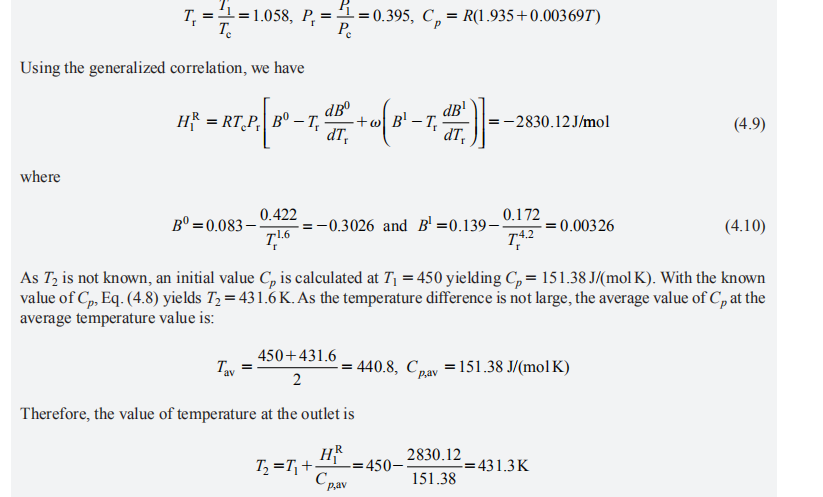 T_r = T_1/T_c = 1.058, P_r = P_1/P_c = 0.395, C_p = R(1.935+0.00369T)
Using the generalized correlation, we have
H_1^R = RT_cP_r[B^0 − T_r dB^0/dT_r + ω(B^1 − T_r dB^1/dT_r)] = −2830.12 J/mol (4.9)
where
B^0 = 0.083 − 0.422/T_r^1.6 = −0.3026 and B^1 = 0.139 − 0.172/T_r^4.2 = 0.00326 (4.10)
As T_2 is not known, an initial value C_p is calculated at T_1 = 450 yielding C_p = 151.38 J/(mol K). With the known
value of C_p, Eq. (4.8) yields T_2 = 431.6 K. As the temperature difference is not large, the average value of C_p at the
average temperature value is:
T_av = (450+431.6)/2 = 440.8, C_p,av = 151.38 J/(mol K)
Therefore, the value of temperature at the outlet is
T_2 = T_1 + H_1^R/C_p,av = 450 − 2830.12/151.38 = 431.3 K